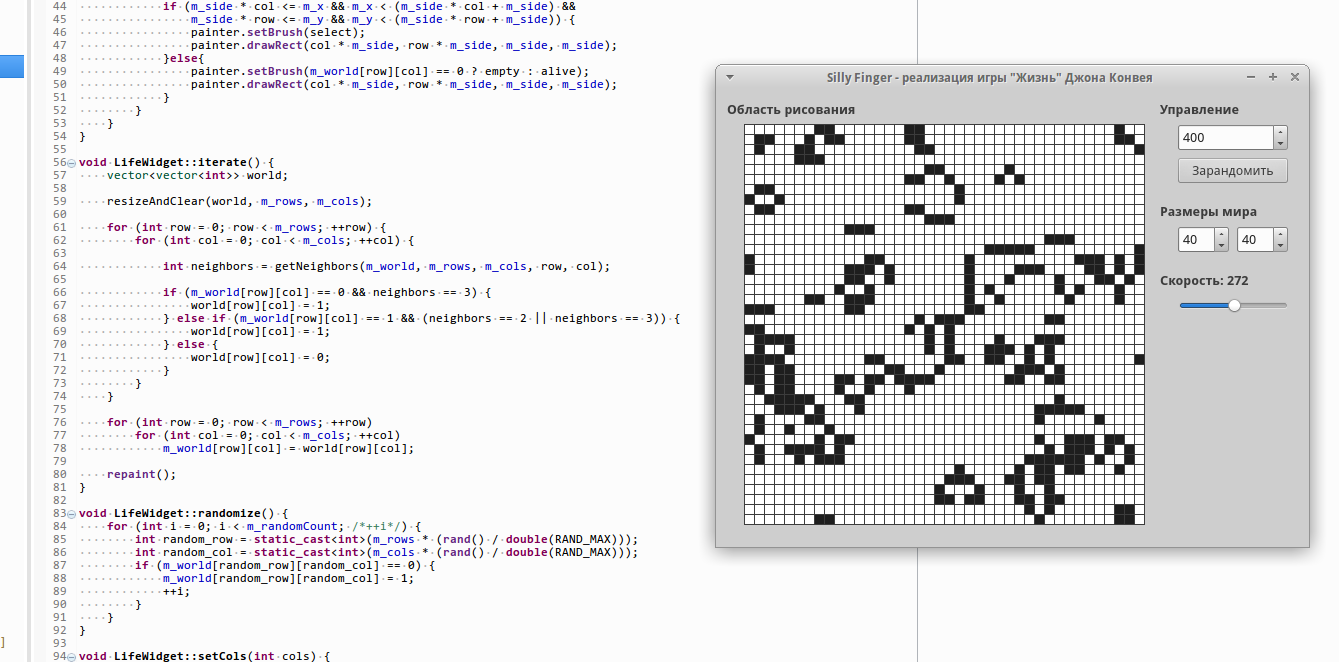 44 if (m_side * col <= m_x && m_x < (m_side * col + m_side) &&
45 m_side * row <= m_y && m_y < (m_side * row + m_side)) {
46 painter.setBrush(select);
47 painter.drawRect(col * m_side, row * m_side, m_side, m_side);
48 }else{
49 painter.setBrush(m_world[row][col] == 0 ? empty : alive);
50 painter.drawRect(col * m_side, row * m_side, m_side, m_side);
51 }
52 }
53 }
54 }
55
56 void LifeWidget::iterate() {
57 vector<vector<int>> world;
58
59 resizeAndClear(world, m_rows, m_cols);
60
61 for (int row = 0; row < m_rows; ++row) {
62 for (int col = 0; col < m_cols; ++col) {
63
64 int neighbors = getNeighbors(m_world, m_rows, m_cols, row, col);
65
66 if (m_world[row][col] == 0 && neighbors == 3) {
67 world[row][col] = 1;
68 } else if (m_world[row][col] == 1 && (neighbors == 2 || neighbors == 3)) {
69 world[row][col] = 1;
70 } else {
71 world[row][col] = 0;
72 }
73 }
74 }
75
76 for (int row = 0; row < m_rows; ++row)
77 for (int col = 0; col < m_cols; ++col)
78 m_world[row][col] = world[row][col];
79
80 repaint();
81 }
82
83 void LifeWidget::randomize() {
84 for (int i = 0; i < m_randomCount; /*++i*/) {
85 int random_row = static_cast<int>(m_rows * (rand() / double(RAND_MAX)));
86 int random_col = static_cast<int>(m_cols * (rand() / double(RAND_MAX)));
87 if (m_world[random_row][random_col] == 0) {
88 m_world[random_row][random_col] = 1;
89 ++i;
90 }
91 }
92 }
93
94 void LifeWidget::setCols(int cols) {
]
Silly Finger - реализация игры "Жизнь" Джона Конвея
Область рисования
Управление
400
Зарандомить
Размеры мира
40 40
Скорость: 272